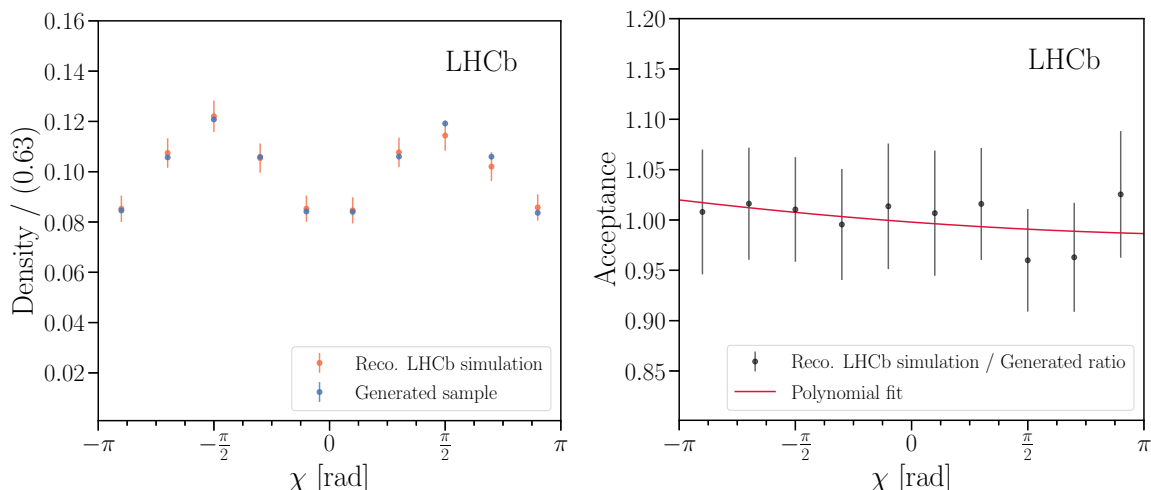 0.16
0.14
0.12
0.10
0.08
0.06
0.04
0.02
Density / (0.63)
LHCb
Reco. LHCb simulation
Generated sample
−π
−π/2
0
π/2
π
χ [rad]
1.20
1.15
1.10
1.05
1.00
0.95
0.90
0.85
Acceptance
LHCb
Reco. LHCb simulation / Generated ratio
Polynomial fit
−π
−π/2
0
π/2
π
χ [rad]